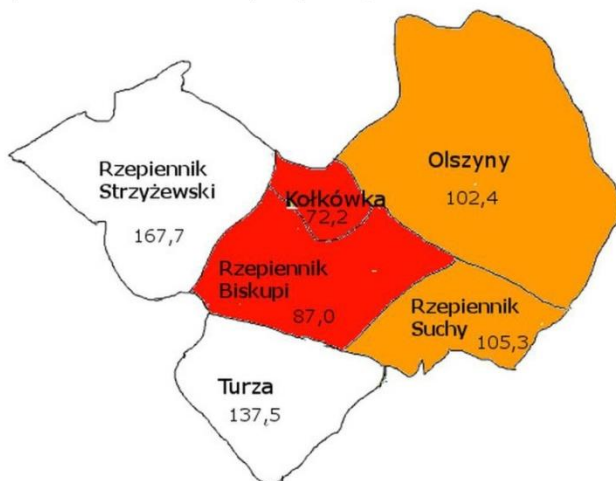 Rzepiennik
Strzyżewski
167,7
Kołkówka
72,2
Olszyny
102,4
Rzepiennik
Biskupi
87,0
Rzepiennik
Suchy
105,3
Turza
137,5